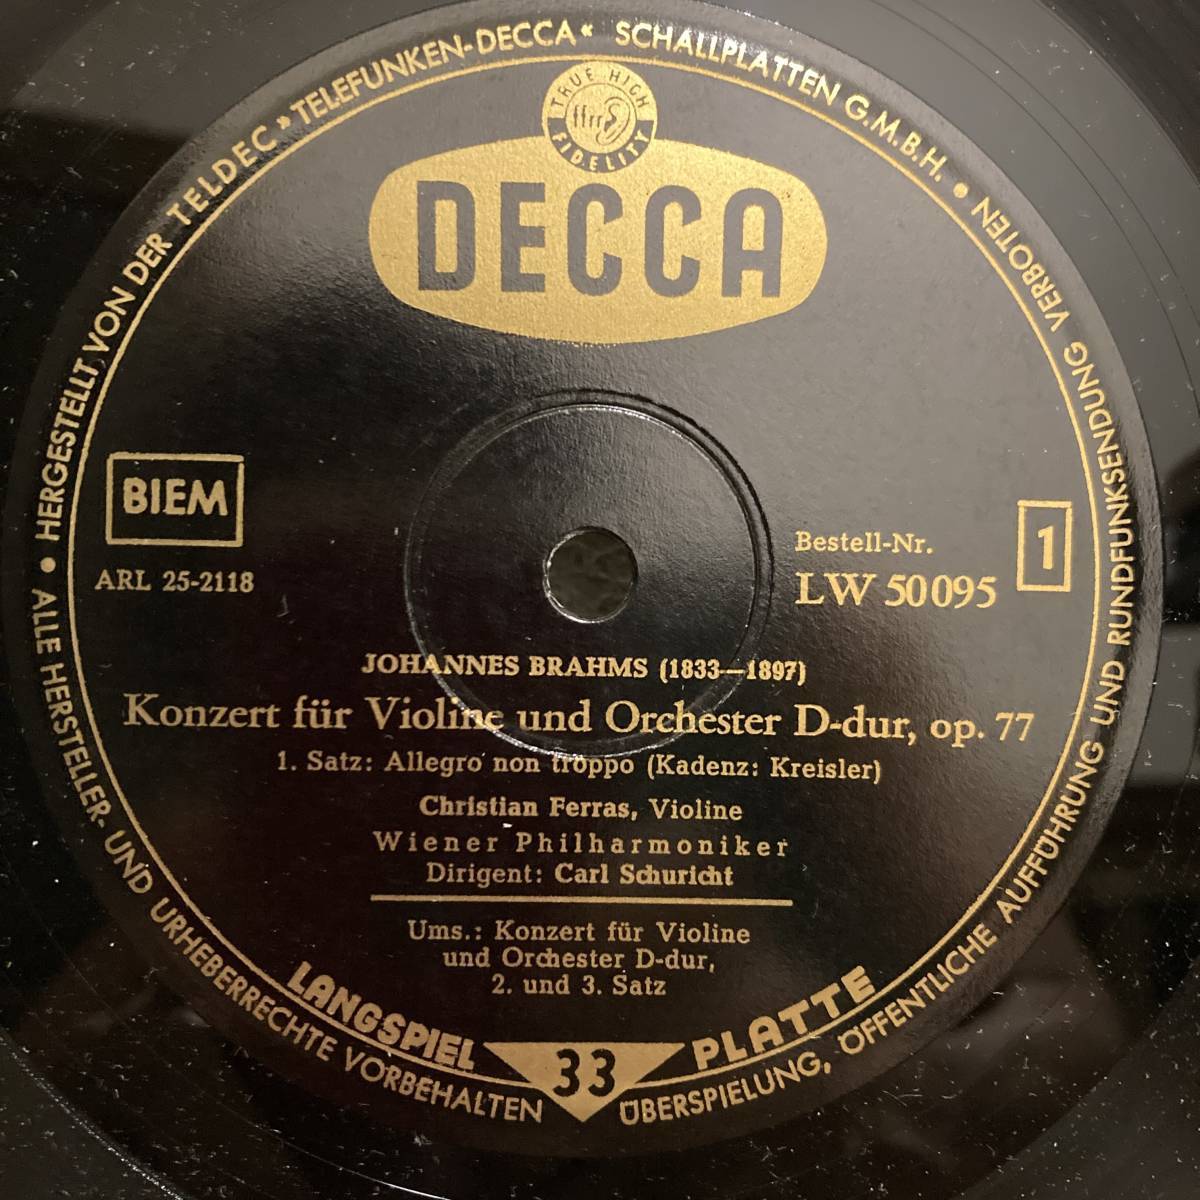 • HERGESTELLT VON DER TELDEC »TELEFUNKEN-DECCA« SCHALLPLATTEN G.M.B.H. •
VERBOTEN
TRUE HIGH
ffrr
FIDELITY
DECCA
BIEM
ARL 25-2118
Bestell-Nr.
LW 50095
1
JOHANNES BRAHMS (1833—1897)
Konzert für Violine und Orchester D-dur, op. 77
1. Satz: Allegro non troppo (Kadenz: Kreisler)
Christian Ferras, Violine
Wiener Philharmoniker
Dirigent: Carl Schuricht
Ums.: Konzert für Violine
und Orchester D-dur,
2. und 3. Satz
LANGSPIEL 33 PLATTE
ALLE HERSTELLER- UND URHEBERRECHTE VORBEHALTEN
ÜBERSPIELUNG, ÖFFENTLICHE AUFFÜHRUNG UND RUNDFUNKSENDUNG